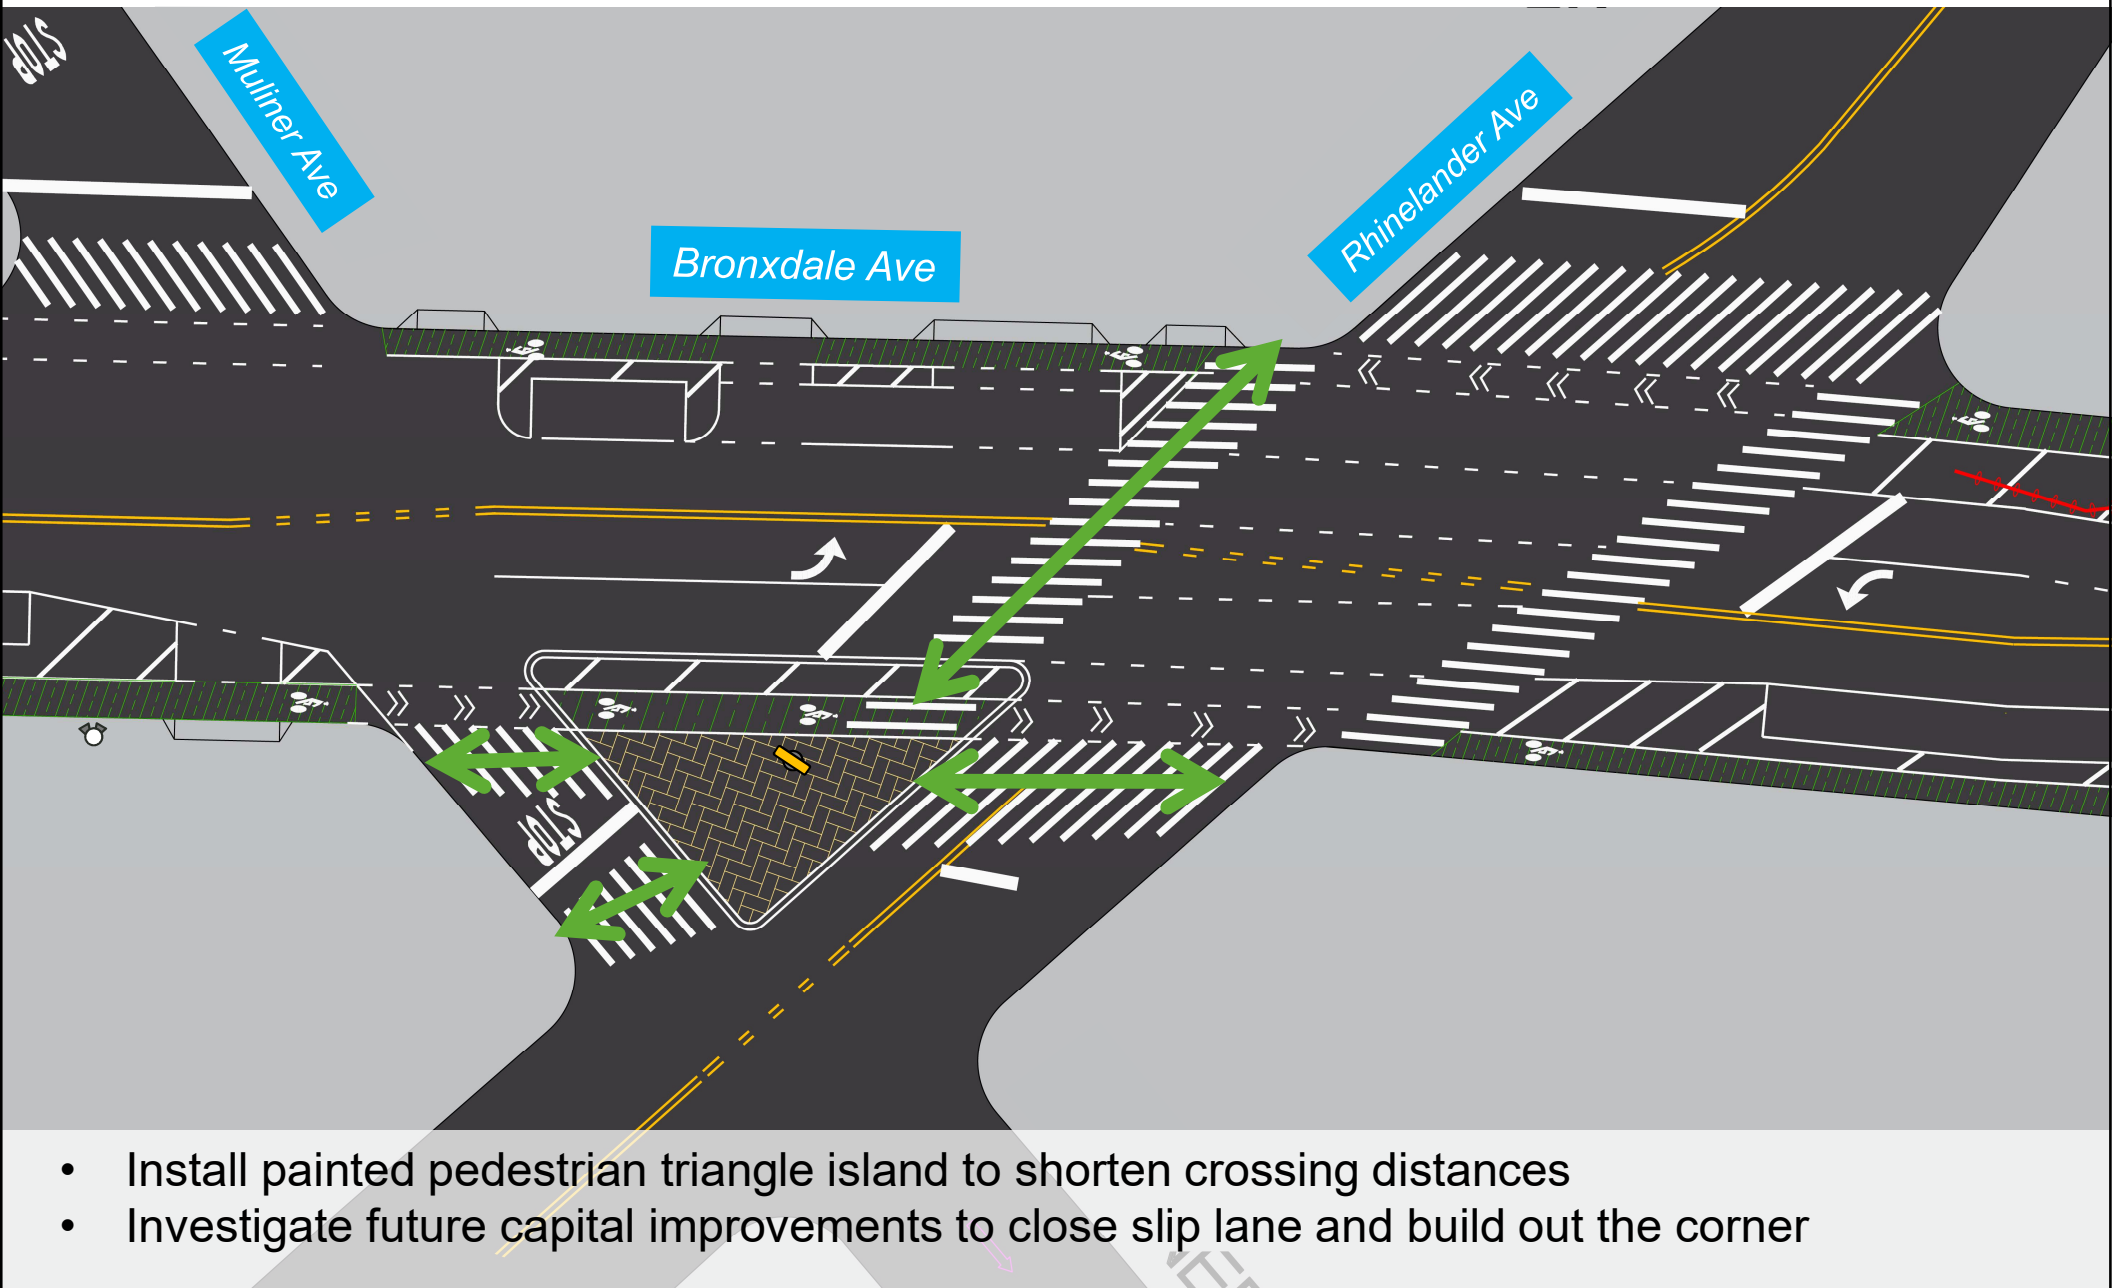 STOP
Muliner Ave
Bronxdale Ave
Rhinelander Ave
STOP
• Install painted pedestrian triangle island to shorten crossing distances
• Investigate future capital improvements to close slip lane and build out the corner